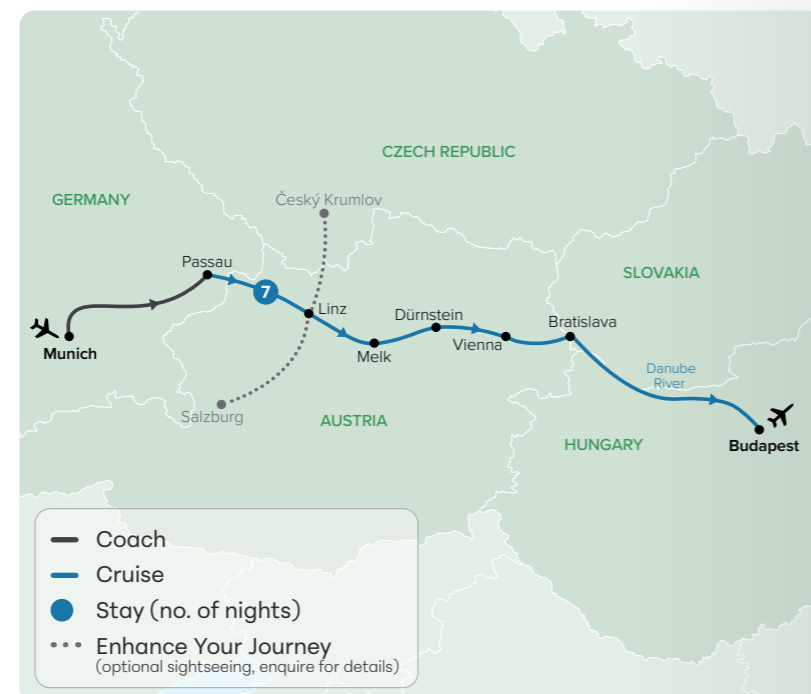 CZECH REPUBLIC
GERMANY
Český Krumlov
Passau
SLOVAKIA
7
Linz
Dürnstein
Bratislava
Munich
Melk
Vienna
Danube
River
Salzburg
AUSTRIA
HUNGARY
Budapest
Coach
Cruise
Stay (no. of nights)
Enhance Your Journey
(optional sightseeing, enquire for details)